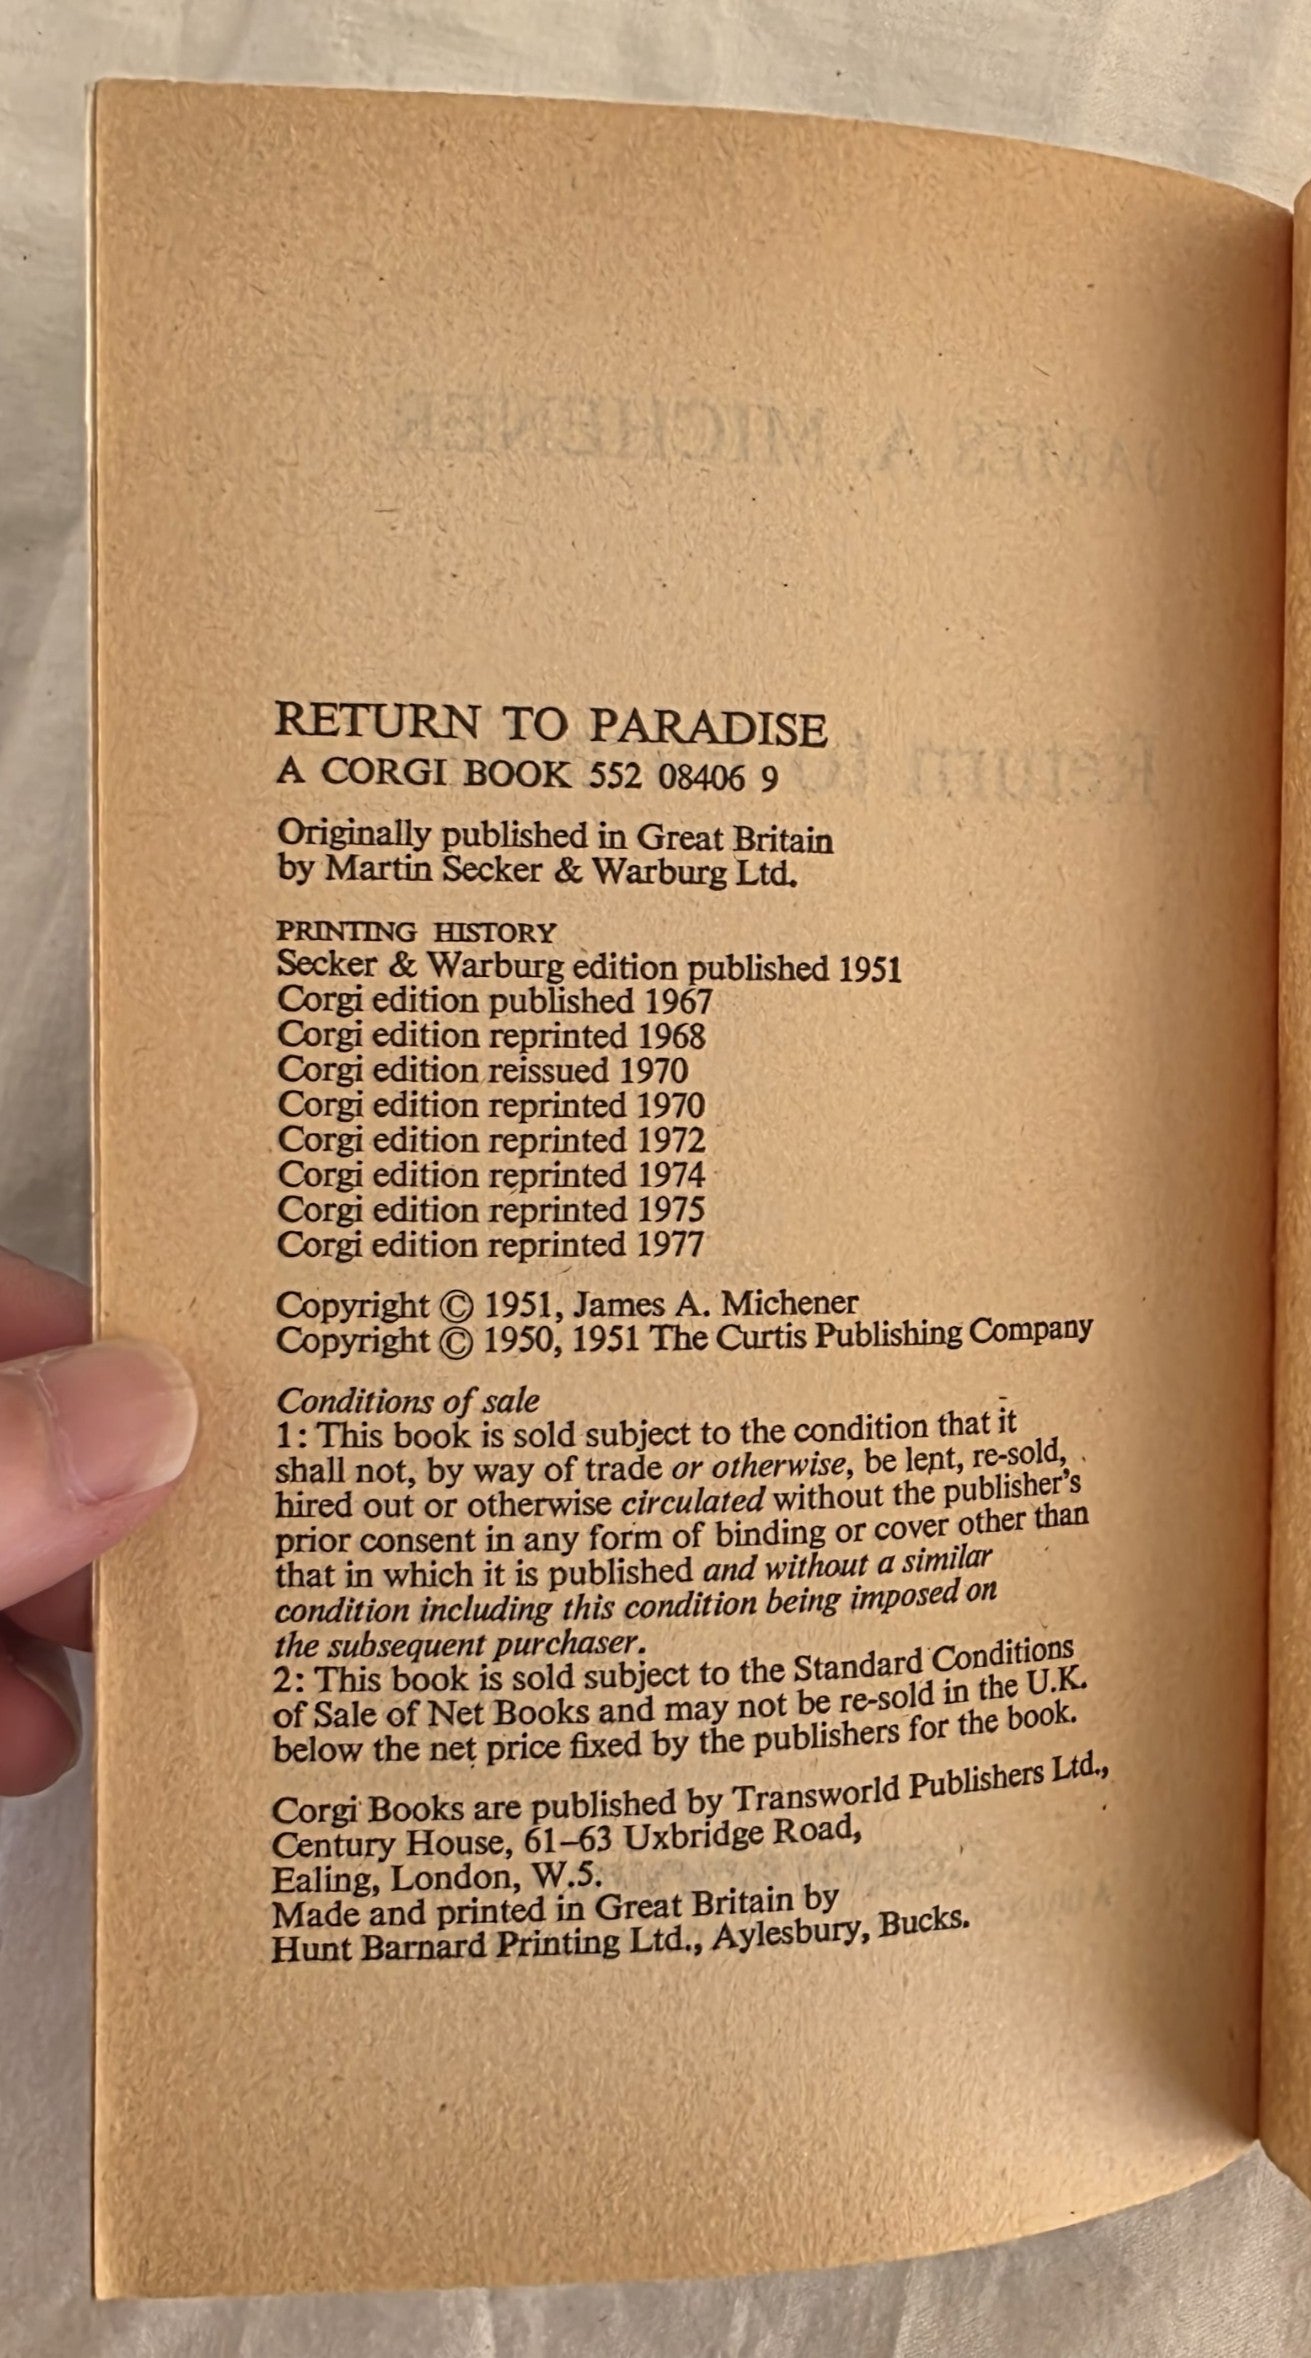 RETURN TO PARADISE
A CORGI BOOK 552 08406 9
Originally published in Great Britain
by Martin Secker & Warburg Ltd.
PRINTING HISTORY
Secker & Warburg edition published 1951
Corgi edition published 1967
Corgi edition reprinted 1968
Corgi edition reissued 1970
Corgi edition reprinted 1970
Corgi edition reprinted 1972
Corgi edition reprinted 1974
Corgi edition reprinted 1975
Corgi edition reprinted 1977
Copyright © 1951, James A. Michener
Copyright © 1950, 1951 The Curtis Publishing Company
Conditions of sale
1: This book is sold subject to the condition that it
shall not, by way of trade or otherwise, be lent, re-sold,
hired out or otherwise circulated without the publisher's
prior consent in any form of binding or cover other than
that in which it is published and without a similar
condition including this condition being imposed on
the subsequent purchaser.
2: This book is sold subject to the Standard Conditions
of Sale of Net Books and may not be re-sold in the U.K.
below the net price fixed by the publishers for the book.
Corgi Books are published by Transworld Publishers Ltd.,
Century House, 61–63 Uxbridge Road,
Ealing, London, W.5.
Made and printed in Great Britain by
Hunt Barnard Printing Ltd., Aylesbury, Bucks.